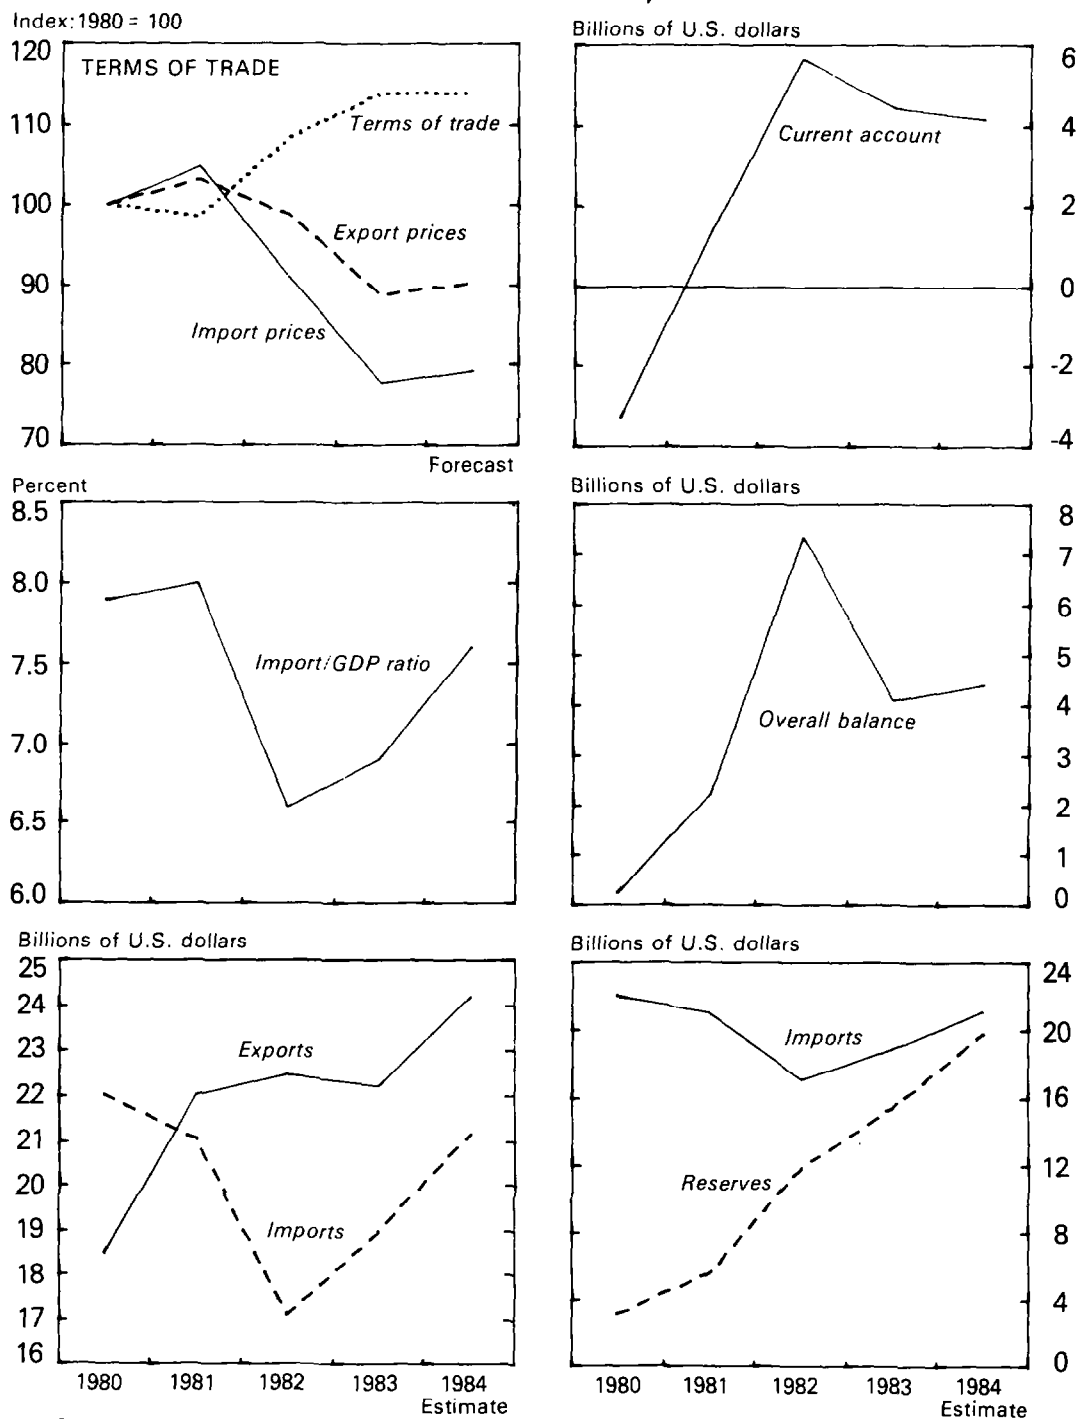 Index: 1980 = 100
120
TERMS OF TRADE
110
Terms of trade
100
Export prices
90
Import prices
80
70
Forecast
Billions of U.S. dollars
6
Current account
4
2
0
-2
-4
Percent
8.5
8.0
Import/GDP ratio
7.5
7.0
6.5
6.0
Billions of U.S. dollars
8
7
6
5
Overall balance
4
3
2
1
0
Billions of U.S. dollars
25
24
Exports
23
22
21
20
Imports
19
18
17
16
1980 1981 1982 1983 1984
Estimate
Billions of U.S. dollars
24
Imports
20
16
Reserves
12
8
4
0
1980 1981 1982 1983 1984
Estimate